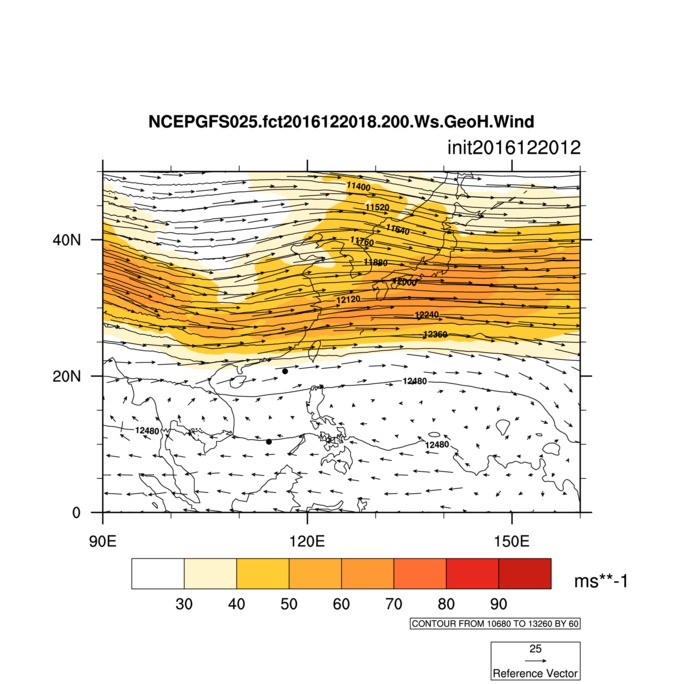 NCEPGFS025.fct2016122018.200.Ws.GeoH.Wind
init2016122012
11400
11520
11640
40N
11760
11880
12000
12120
12240
12360
20N
12480
12480
12480
0
90E 120E 150E
30 40 50 60 70 80 90 ms**-1
CONTOUR FROM 10680 TO 13260 BY 60
25
Reference Vector